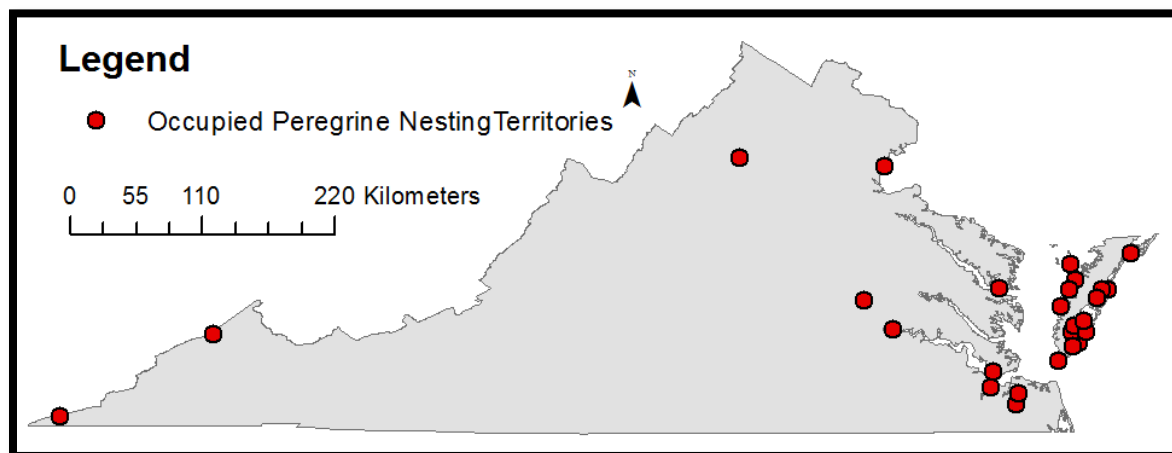 Legend
N
Occupied Peregrine NestingTerritories
0 55 110 220 Kilometers